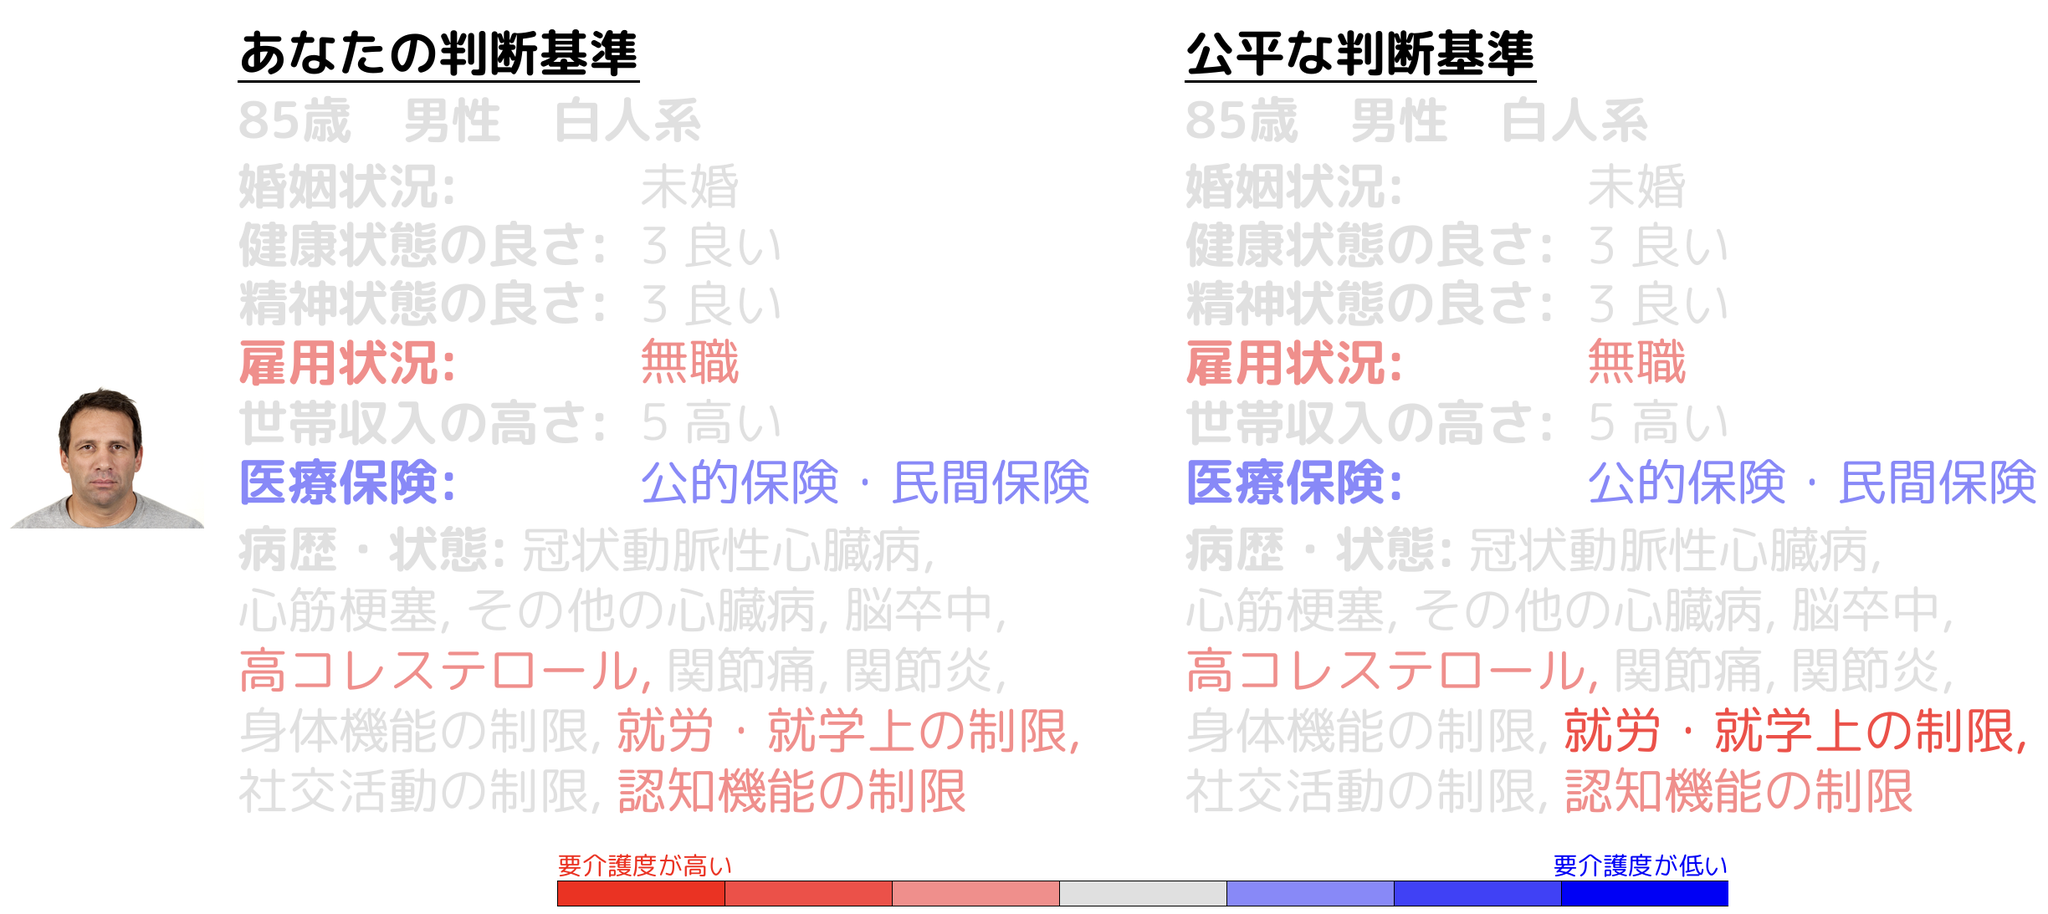 あなたの判断基準
85歳　男性　白人系
婚姻状況: 未婚
健康状態の良さ: 3 良い
精神状態の良さ: 3 良い
雇用状況: 無職
世帯収入の高さ: 5 高い
医療保険: 公的保険・民間保険
病歴・状態: 冠状動脈性心臓病,
心筋梗塞, その他の心臓病, 脳卒中,
高コレステロール, 関節痛, 関節炎,
身体機能の制限, 就労・就学上の制限,
社交活動の制限, 認知機能の制限
公平な判断基準
85歳　男性　白人系
婚姻状況: 未婚
健康状態の良さ: 3 良い
精神状態の良さ: 3 良い
雇用状況: 無職
世帯収入の高さ: 5 高い
医療保険: 公的保険・民間保険
病歴・状態: 冠状動脈性心臓病,
心筋梗塞, その他の心臓病, 脳卒中,
高コレステロール, 関節痛, 関節炎,
身体機能の制限, 就労・就学上の制限,
社交活動の制限, 認知機能の制限
要介護度が高い
要介護度が低い